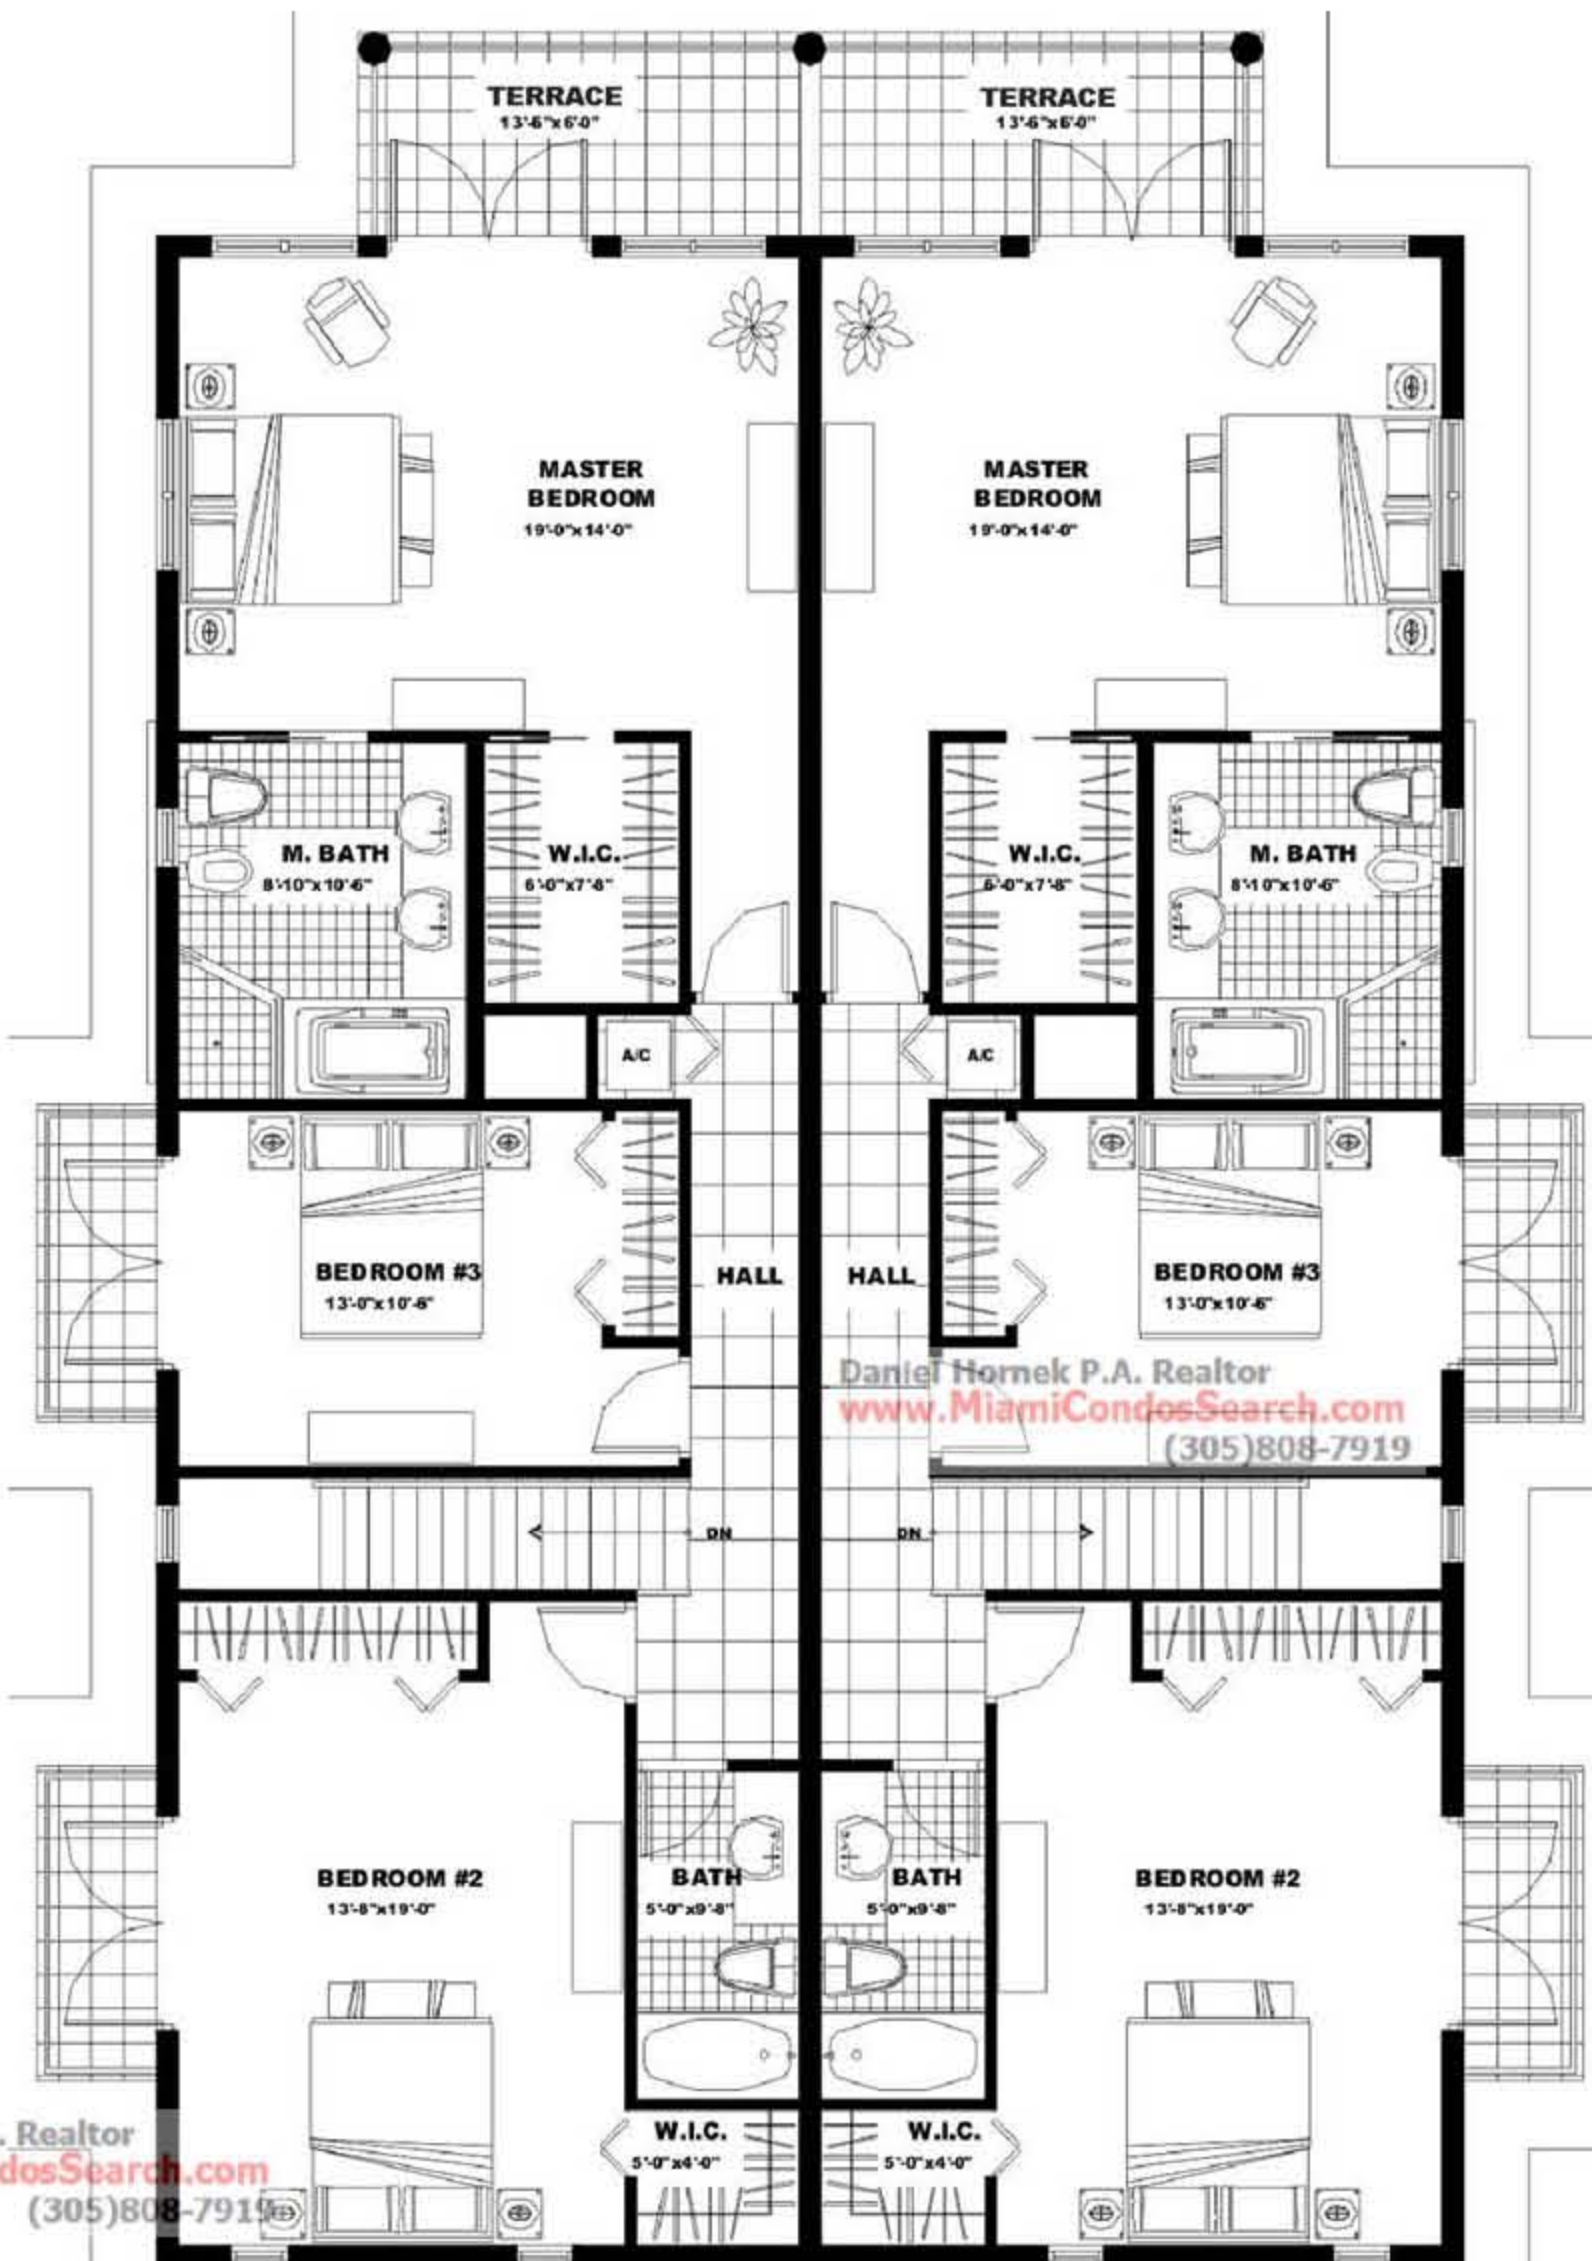 TERRACE
13'-6"x6'-0"
TERRACE
13'-6"x6'-0"
MASTER
BEDROOM
19'-0"x14'-0"
MASTER
BEDROOM
19'-0"x14'-0"
M. BATH
8'-10"x10'-6"
W.I.C.
6'-0"x7'-8"
W.I.C.
6'-0"x7'-8"
M. BATH
8'-10"x10'-6"
A/C
A/C
BEDROOM #3
13'-0"x10'-6"
HALL
HALL
BEDROOM #3
13'-0"x10'-6"
Daniel Hornek P.A. Realtor
www.MiamiCondosSearch.com
(305)808-7919
DN
DN
BEDROOM #2
13'-8"x19'-0"
BATH
5'-0"x9'-8"
BATH
5'-0"x9'-8"
BEDROOM #2
13'-8"x19'-0"
W.I.C.
5'-0"x4'-0"
W.I.C.
5'-0"x4'-0"
. Realtor
dosSearch.com
(305)808-7919